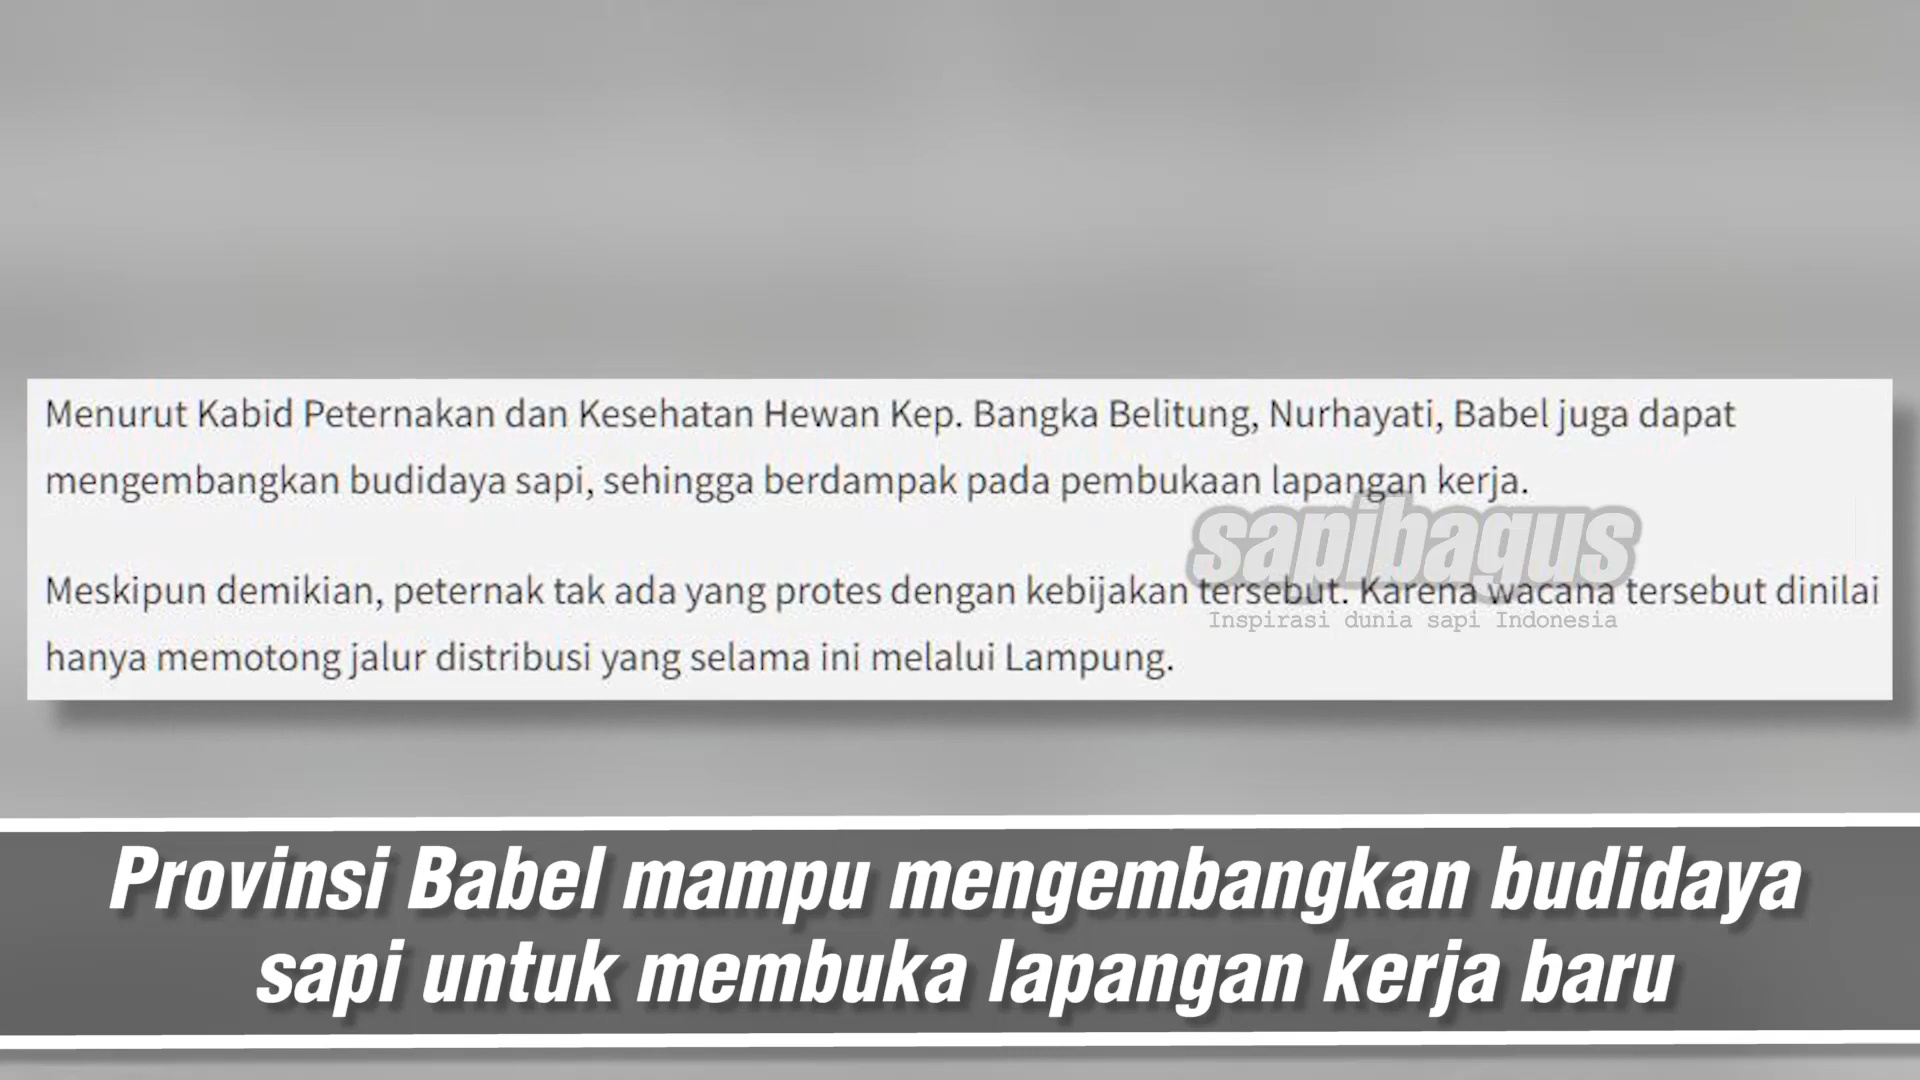 Menurut Kabid Peternakan dan Kesehatan Hewan Kep. Bangka Belitung, Nurhayati, Babel juga dapat
mengembangkan budidaya sapi, sehingga berdampak pada pembukaan lapangan kerja.
sapibagus
Meskipun demikian, peternak tak ada yang protes dengan kebijakan tersebut. Karena wacana tersebut dinilai
Inspirasi dunia sapi Indonesia
hanya memotong jalur distribusi yang selama ini melalui Lampung.
Provinsi Babel mampu mengembangkan budidaya
sapi untuk membuka lapangan kerja baru